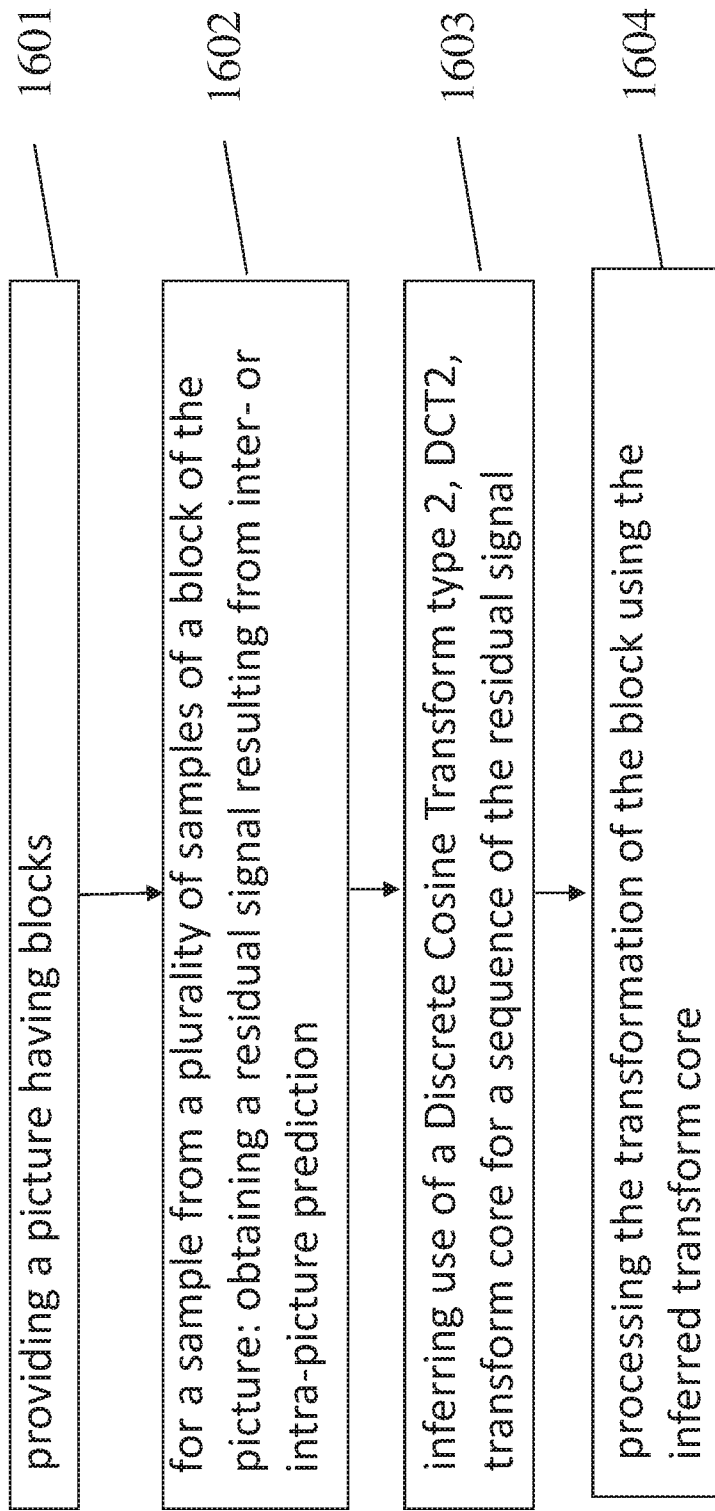 providing a picture having blocks
1601
for a sample from a plurality of samples of a block of the
picture: obtaining a residual signal resulting from inter- or
intra-picture prediction
1602
inferring use of a Discrete Cosine Transform type 2, DCT2,
transform core for a sequence of the residual signal
1603
processing the transformation of the block using the
inferred transform core
1604